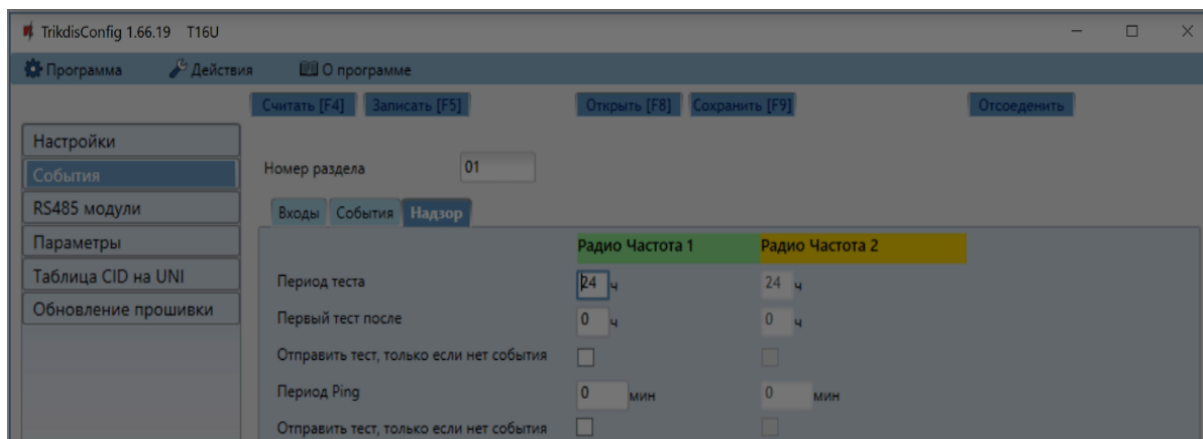 TrikdisConfig 1.66.19 T16U
Программа Действия О программе
Считать [F4] Записать [F5] Открыть [F8] Сохранить [F9] Отсоеденить
Настройки
События
RS485 модули
Параметры
Таблица CID на UNI
Обновление прошивки
Номер раздела 01
Входы События Надзор
Радио Частота 1 Радио Частота 2
Период теста 24 ч 24 ч
Первый тест после 0 ч 0 ч
Отправить тест, только если нет события
Период Ping 0 мин 0 мин
Отправить тест, только если нет события